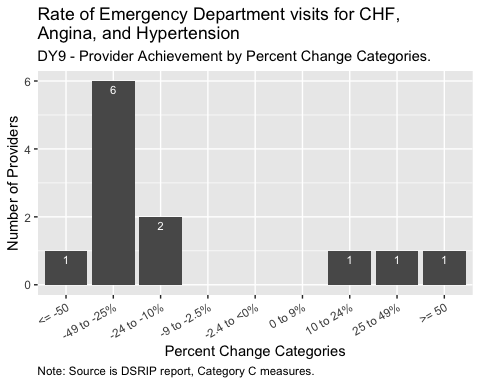 Rate of Emergency Department visits for CHF,
Angina, and Hypertension
DY9 - Provider Achievement by Percent Change Categories.
Number of Providers
6
4
2
0
1
6
2
1
1
1
<= -50
-49 to -25%
-24 to -10%
-9 to -2.5%
-2.4 to <0%
0 to 9%
10 to 24%
25 to 49%
>= 50
Percent Change Categories
Note: Source is DSRIP report, Category C measures.